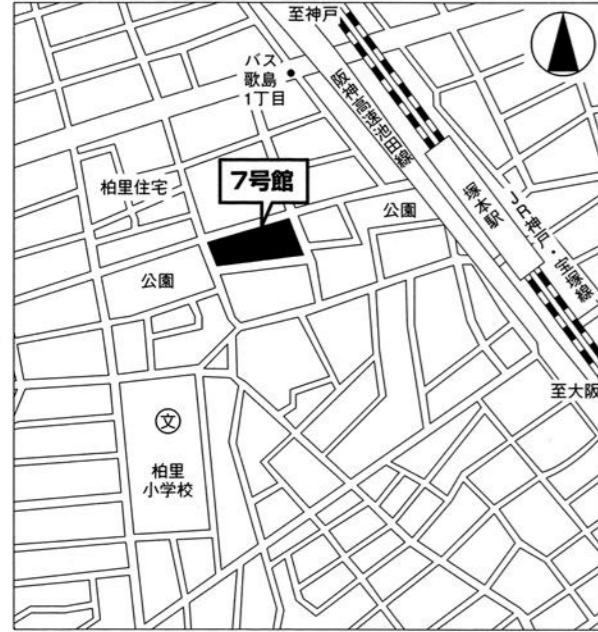 至神戸
バス
歌島
1丁目
阪神高速池田線
7号館
柏里住宅
公園
塚本駅
JR神戸・宝塚線
公園
至大阪
文
柏里
小学校